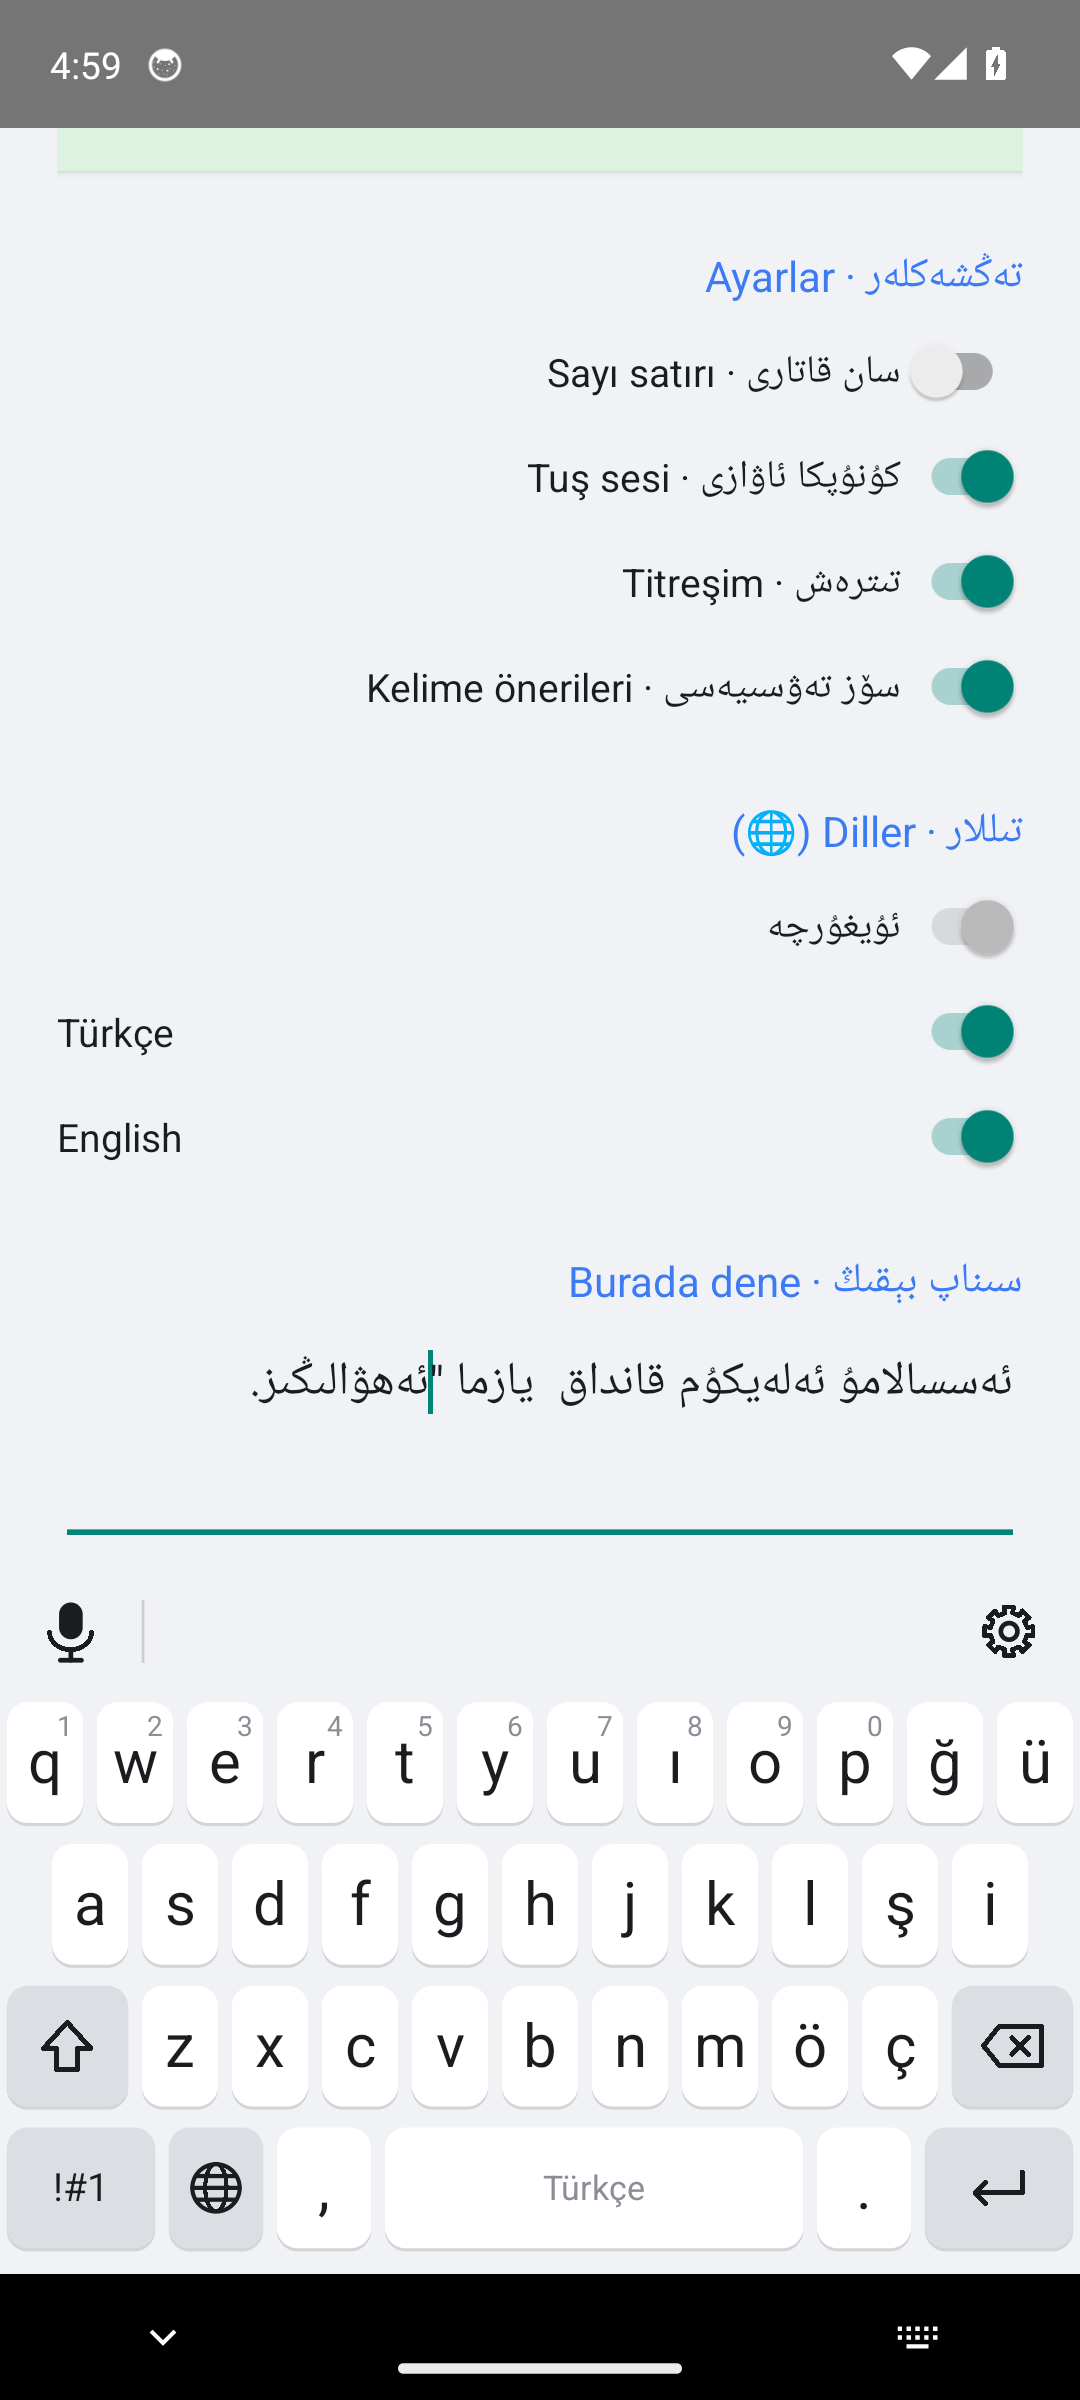 4:59
تەڭشەكلەر · Ayarlar
سان قاتارى · Sayı satırı
كۇنۇپكا ئاۋازى · Tuş sesi
تىترەش · Titreşim
سۆز تەۋسىيەسى · Kelime önerileri
تىللار · Diller (🌐)
ئۇيغۇرچە
Türkçe
English
سىناپ بېقىڭ · Burada dene
ئەسسالامۇ ئەلەيكۇم قانداق  يازما "ئەھۋالىڭىز.
q 1 w 2 e 3 r 4 t 5 y 6 u 7 ı 8 o 9 p 0 ğ ü
a s d f g h j k l ş i
z x c v b n m ö ç
!#1 , Türkçe .